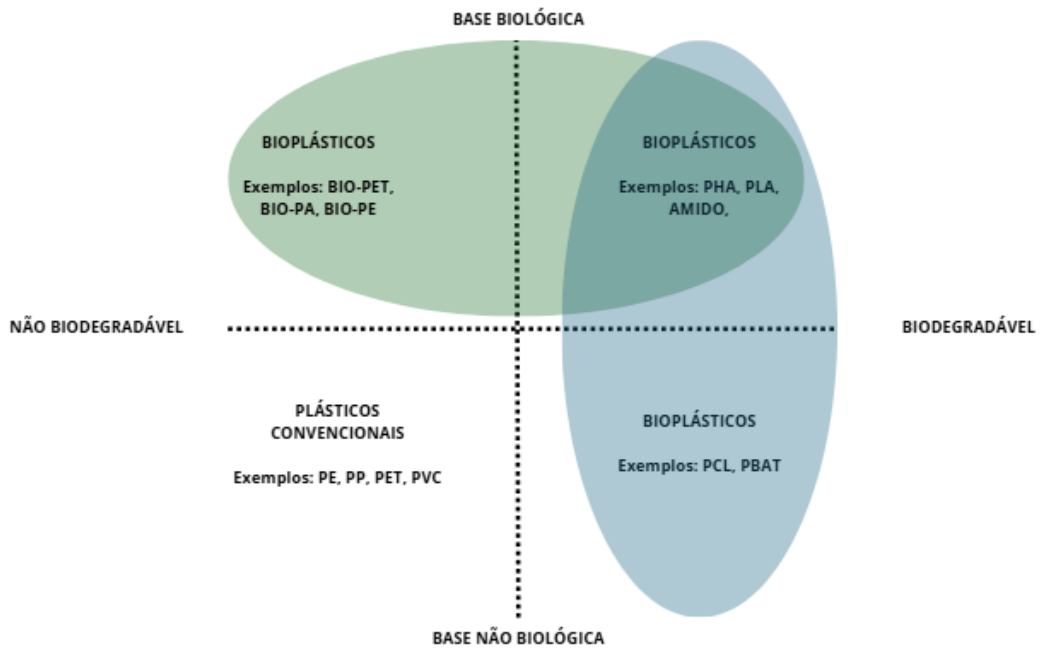 BASE BIOLÓGICA
BIOPLÁSTICOS
Exemplos: BIO-PET,
BIO-PA, BIO-PE
BIOPLÁSTICOS
Exemplos: PHA, PLA,
AMIDO,
NÃO BIODEGRADÁVEL
BIODEGRADÁVEL
PLÁSTICOS
CONVENCIONAIS
Exemplos: PE, PP, PET, PVC
BIOPLÁSTICOS
Exemplos: PCL, PBAT
BASE NÃO BIOLÓGICA